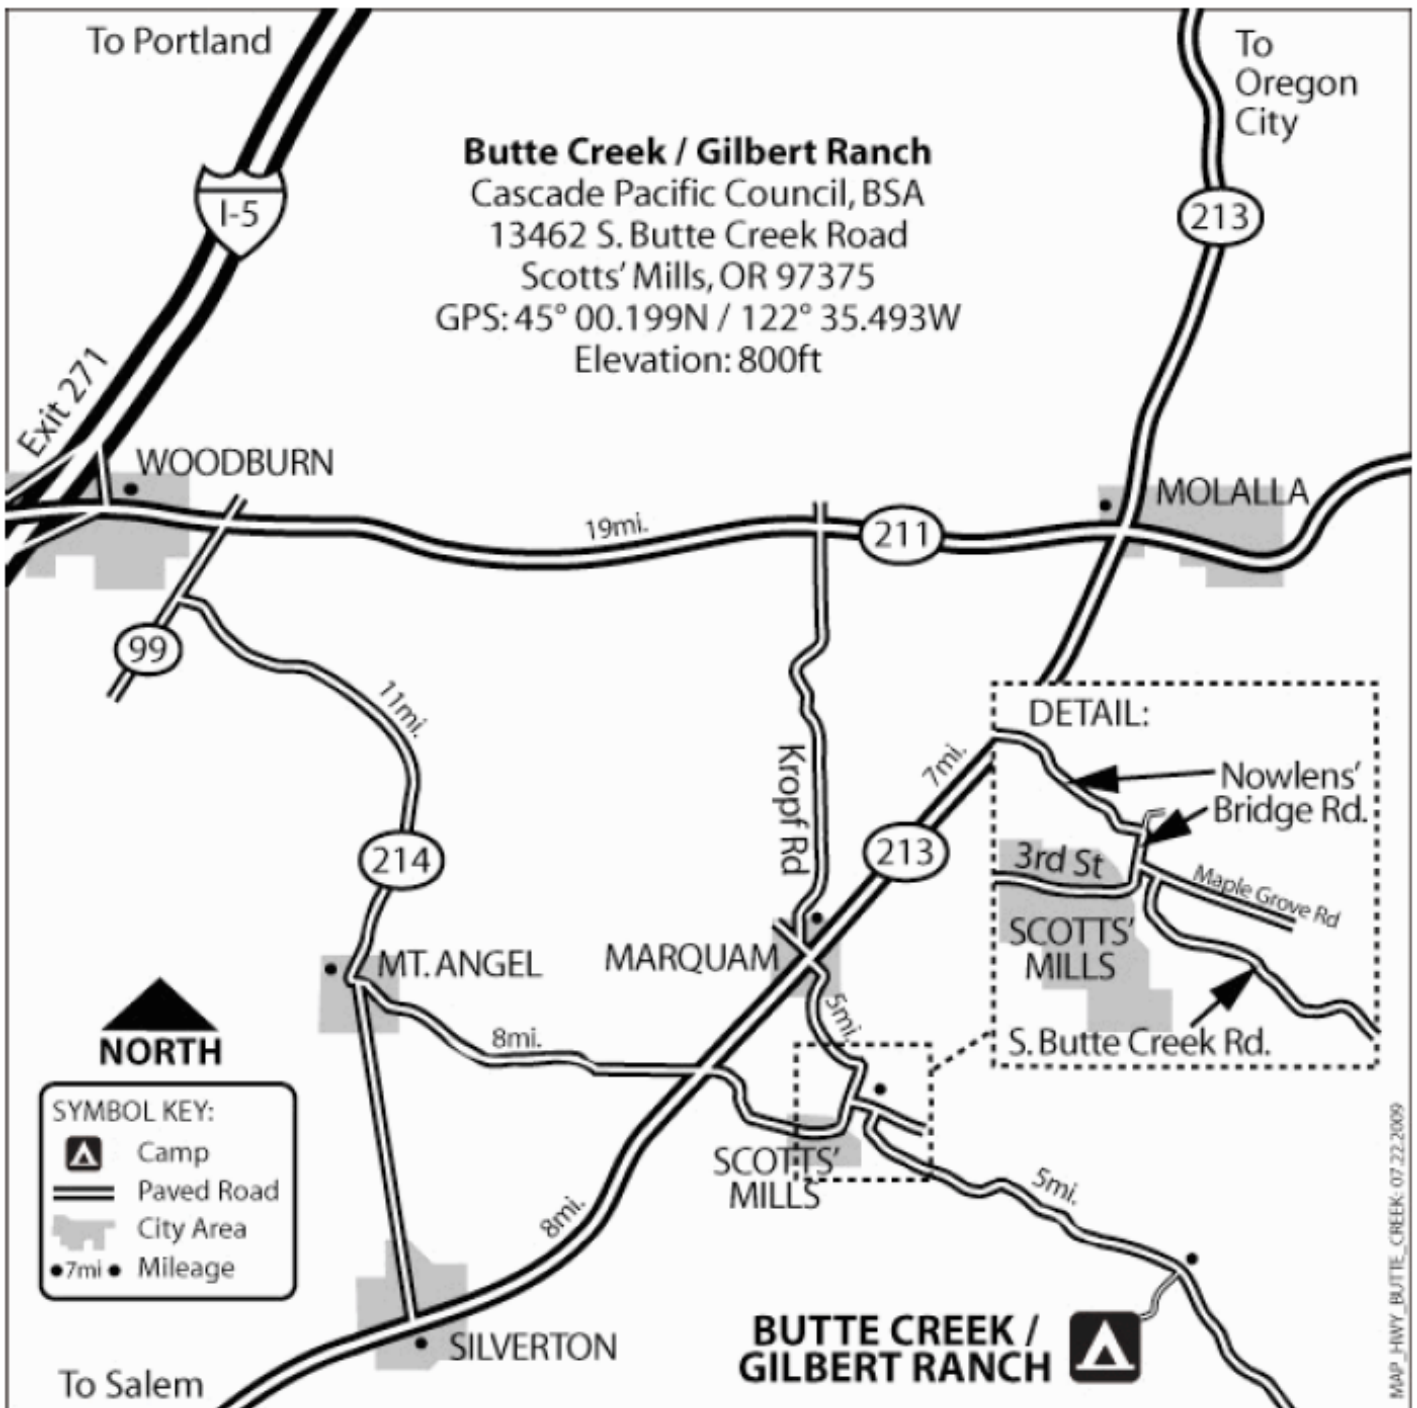 To Portland
To
Oregon
City
Butte Creek / Gilbert Ranch
Cascade Pacific Council, BSA
13462 S. Butte Creek Road
Scotts' Mills, OR 97375
GPS: 45° 00.199N / 122° 35.493W
Elevation: 800ft
I-5
213
Exit 271
WOODBURN
MOLALLA
19mi.
211
99
11mi.
Kropf Rd
7mi.
DETAIL:
Nowlens'
Bridge Rd.
3rd St
Maple Grove Rd
SCOTTS'
MILLS
S. Butte Creek Rd.
214
213
MT. ANGEL
MARQUAM
5mi.
8mi.
NORTH
SYMBOL KEY:
Camp
Paved Road
City Area
7mi Mileage
SCOTTS'
MILLS
8mi.
5mi.
BUTTE CREEK /
GILBERT RANCH
SILVERTON
To Salem
MAP_HWY_BUTTE_CREEK: 07.22.2009